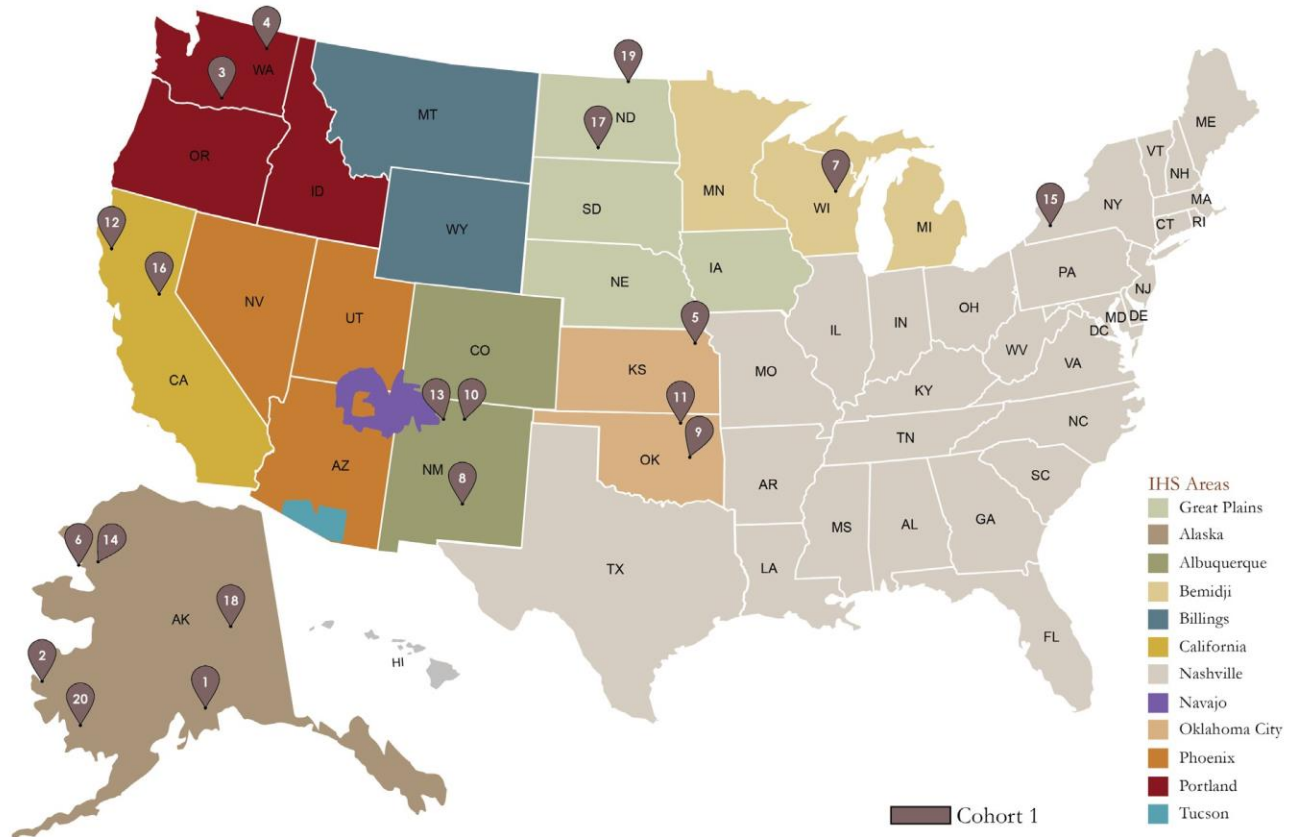 4
19
3
WA
ME
MT
ND
17
VT
NH
OR
ID
MN
7
WI
15
NY
MA
CT
RI
12
SD
MI
WY
16
IA
PA
NE
NJ
NV
UT
5
OH
MD
DE
DC
IL
IN
WV
VA
CO
KS
MO
KY
CA
13
10
11
NC
TN
9
OK
AZ
NM
8
AR
SC
MS
AL
GA
6
14
TX
LA
18
AK
FL
HI
2
1
20
IHS Areas
Great Plains
Alaska
Albuquerque
Bemidji
Billings
California
Nashville
Navajo
Oklahoma City
Phoenix
Portland
Tucson
Cohort 1